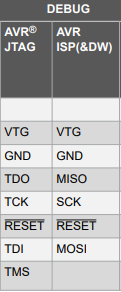 DEBUG
AVR® AVR
JTAG ISP(&DW)
VTG VTG
GND GND
TDO MISO
TCK SCK
RESET RESET
TDI MOSI
TMS